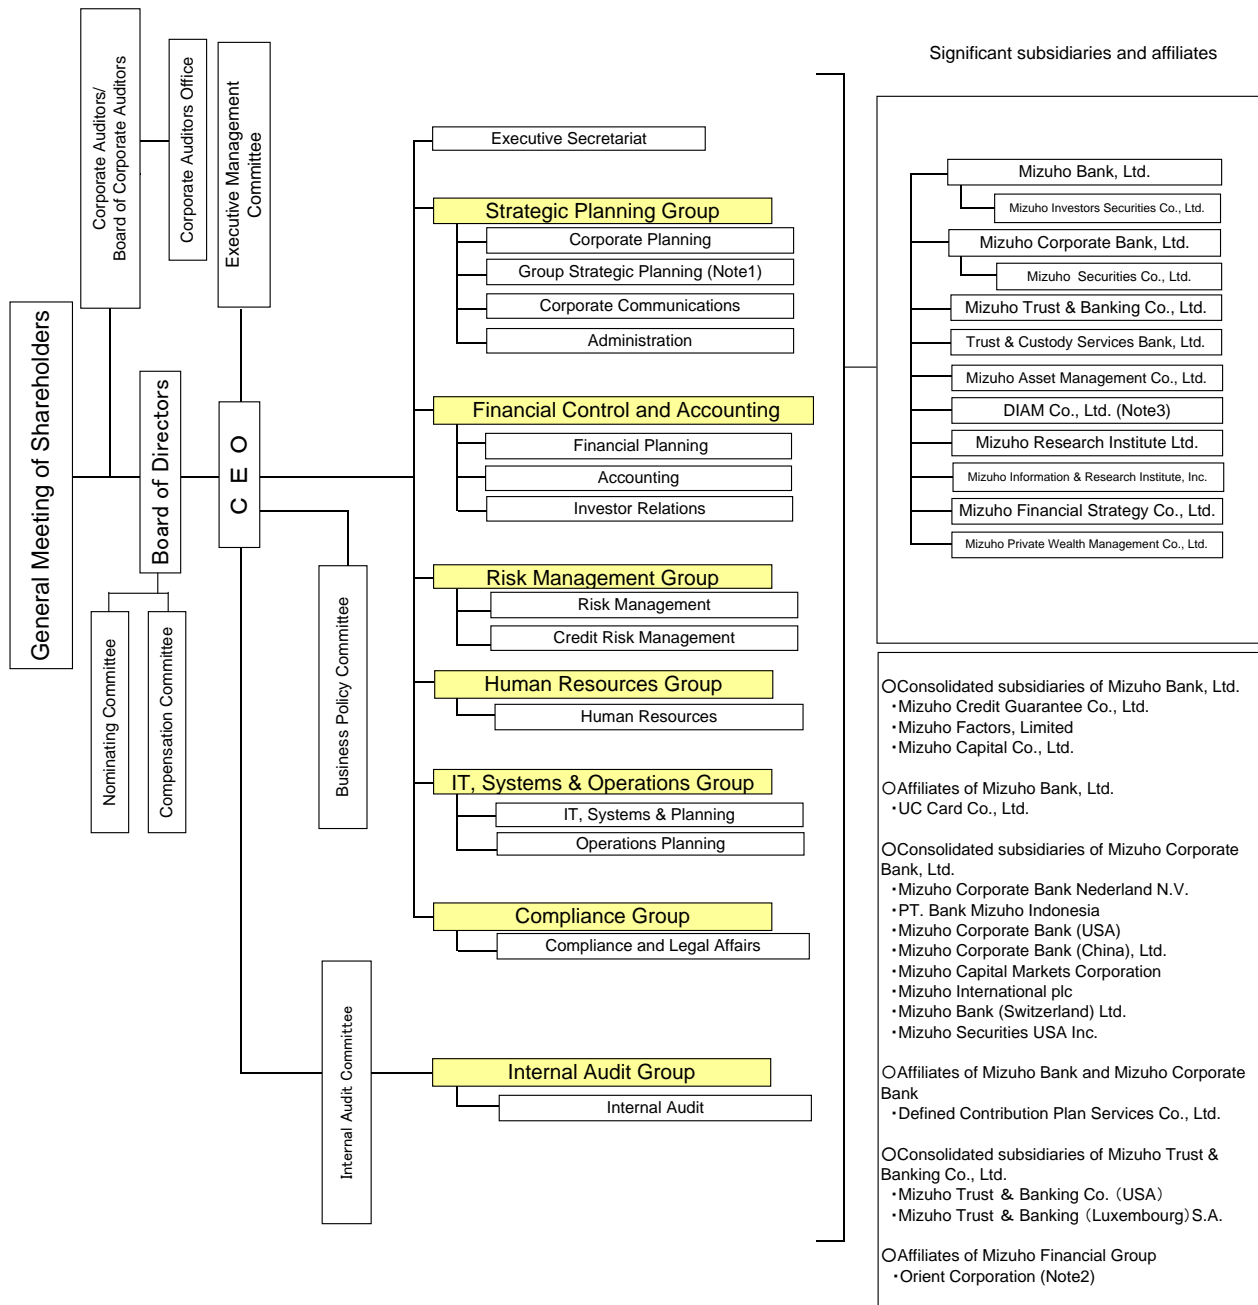 General Meeting of Shareholders
Corporate Auditors/
Board of Corporate Auditors
Corporate Auditors Office
Executive Management
Committee
Board of Directors
C E O
Nominating Committee
Compensation Committee
Business Policy Committee
Internal Audit Committee
Executive Secretariat
Strategic Planning Group
Corporate Planning
Group Strategic Planning (Note1)
Corporate Communications
Administration
Financial Control and Accounting
Financial Planning
Accounting
Investor Relations
Risk Management Group
Risk Management
Credit Risk Management
Human Resources Group
Human Resources
IT, Systems & Operations Group
IT, Systems & Planning
Operations Planning
Compliance Group
Compliance and Legal Affairs
Internal Audit Group
Internal Audit
Significant subsidiaries and affiliates
Mizuho Bank, Ltd.
Mizuho Investors Securities Co., Ltd.
Mizuho Corporate Bank, Ltd.
Mizuho Securities Co., Ltd.
Mizuho Trust & Banking Co., Ltd.
Trust & Custody Services Bank, Ltd.
Mizuho Asset Management Co., Ltd.
DIAM Co., Ltd. (Note3)
Mizuho Research Institute Ltd.
Mizuho Information & Research Institute, Inc.
Mizuho Financial Strategy Co., Ltd.
Mizuho Private Wealth Management Co., Ltd.
○Consolidated subsidiaries of Mizuho Bank, Ltd.
・Mizuho Credit Guarantee Co., Ltd.
・Mizuho Factors, Limited
・Mizuho Capital Co., Ltd.
○Affiliates of Mizuho Bank, Ltd.
・UC Card Co., Ltd.
○Consolidated subsidiaries of Mizuho Corporate
Bank, Ltd.
・Mizuho Corporate Bank Nederland N.V.
・PT. Bank Mizuho Indonesia
・Mizuho Corporate Bank (USA)
・Mizuho Corporate Bank (China), Ltd.
・Mizuho Capital Markets Corporation
・Mizuho International plc
・Mizuho Bank (Switzerland) Ltd.
・Mizuho Securities USA Inc.
○Affiliates of Mizuho Bank and Mizuho Corporate
Bank
・Defined Contribution Plan Services Co., Ltd.
○Consolidated subsidiaries of Mizuho Trust &
Banking Co., Ltd.
・Mizuho Trust & Banking Co.（USA）
・Mizuho Trust & Banking（Luxembourg）S.A.
○Affiliates of Mizuho Financial Group
・Orient Corporation (Note2)